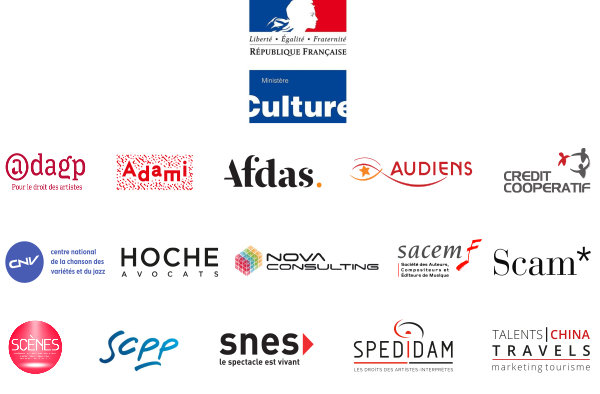 Liberté • Égalité • Fraternité
RÉPUBLIQUE FRANÇAISE
Ministère
Culture
@dagp
Pour le droit des artistes
Adami
Afdas.
AUDIENS
CREDIT
COOPERATIF
CNV
centre national
de la chanson des
variétés et du jazz
HOCHE
AVOCATS
NOVA
CONSULTING
sacem
Société des Auteurs,
Compositeurs et
Éditeurs de Musique
Scam*
SCÈNES
scpp
snes
le spectacle est vivant
SPEDIDAM
LES DROITS DES ARTISTES-INTERPRÈTES
TALENTS|CHINA
TRAVELS
marketing tourisme